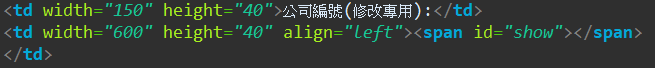 <td width="150" height="40">公司編號(修改專用):</td>
<td width="600" height="40" align="left"><span id="show"></span>
</td>